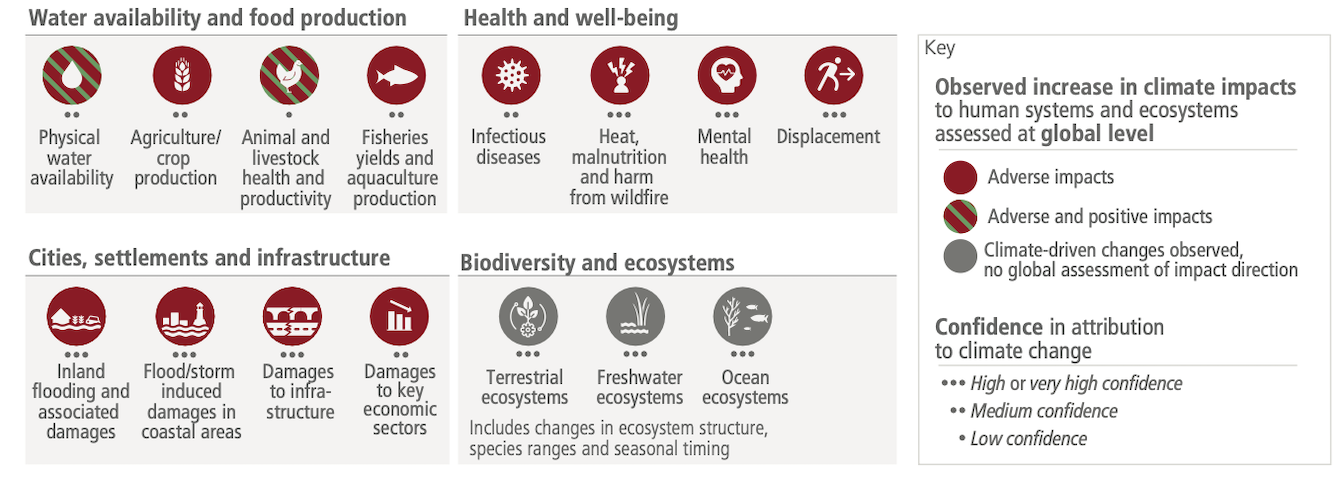 Water availability and food production
Physical
water
availability
Agriculture/
crop
production
Animal and
livestock
health and
productivity
Fisheries
yields and
aquaculture
production
Health and well-being
Infectious
diseases
Heat,
malnutrition
and harm
from wildfire
Mental
health
Displacement
Cities, settlements and infrastructure
Inland
flooding and
associated
damages
Flood/storm
induced
damages in
coastal areas
Damages
to infra-
structure
Damages
to key
economic
sectors
Biodiversity and ecosystems
Terrestrial
ecosystems
Freshwater
ecosystems
Ocean
ecosystems
Includes changes in ecosystem structure,
species ranges and seasonal timing
Key
Observed increase in climate impacts
to human systems and ecosystems
assessed at global level
Adverse impacts
Adverse and positive impacts
Climate-driven changes observed,
no global assessment of impact direction
Confidence in attribution
to climate change
••• High or very high confidence
•• Medium confidence
• Low confidence